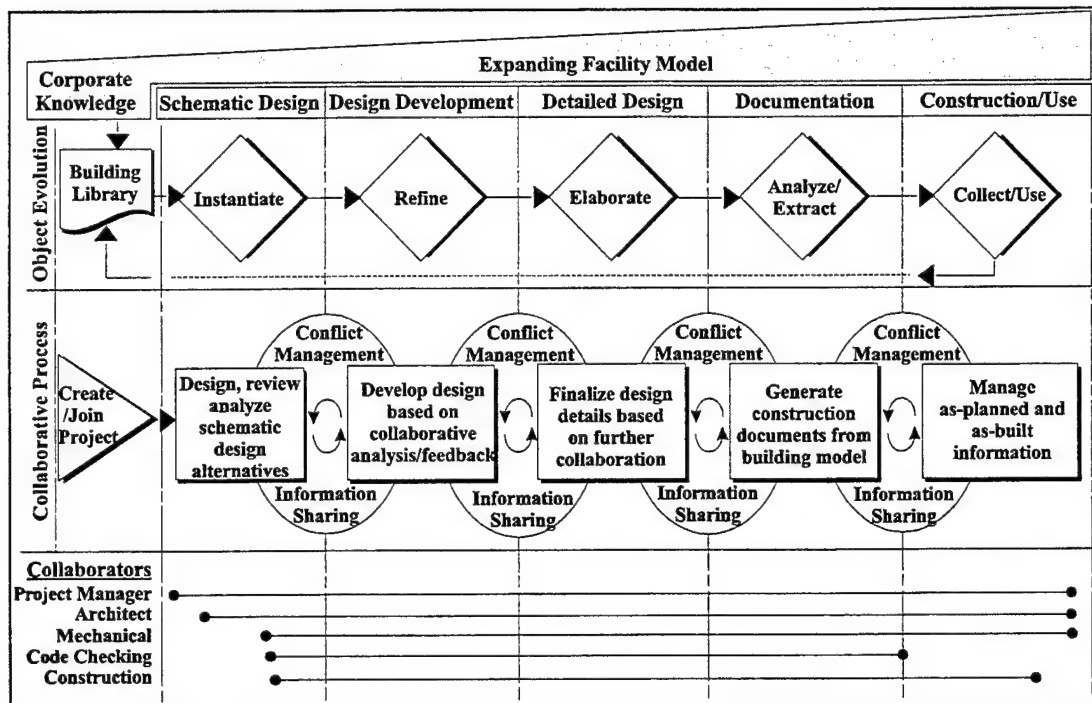 Expanding Facility Model
Corporate
Knowledge
Schematic Design
Design Development
Detailed Design
Documentation
Construction/Use
Object Evolution
Building
Library
Instantiate
Refine
Elaborate
Analyze/
Extract
Collect/Use
Collaborative Process
Create
/Join
Project
Conflict
Management
Conflict
Management
Conflict
Management
Conflict
Management
Design, review
analyze
schematic
design
alternatives
Develop design
based on
collaborative
analysis/feedback
Finalize design
details based
on further
collaboration
Generate
construction
documents from
building model
Manage
as-planned and
as-built
information
Information
Sharing
Information
Sharing
Information
Sharing
Information
Sharing
Collaborators
Project Manager
Architect
Mechanical
Code Checking
Construction